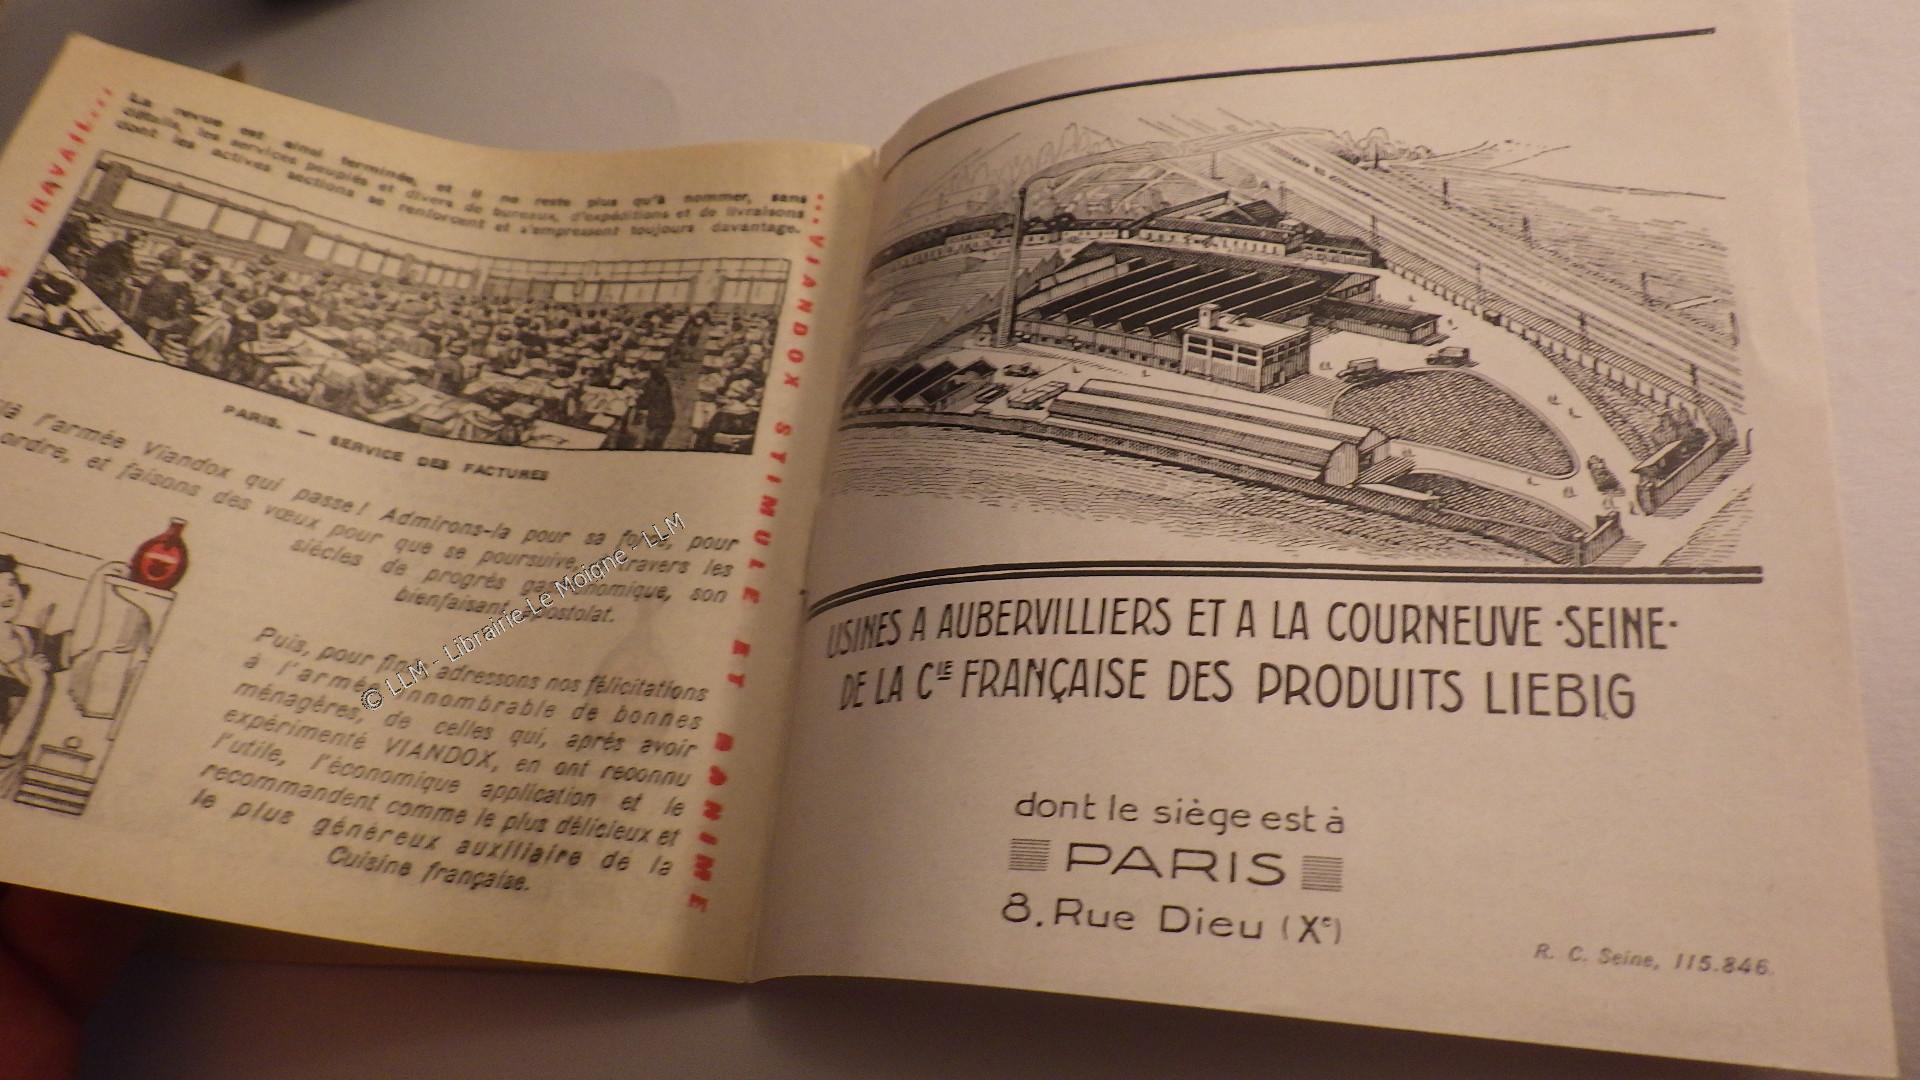 TRAVAIL...
La revue est ainsi terminée, et il ne reste plus qu'à nommer, sans
détails, les services peuplés et divers de bureaux, d'expéditions et de livraisons
dont les actives sections se renforcent et s'empressent toujours davantage.
PARIS. — SERVICE DES FACTURES
l'armée Viandox qui passe ! Admirons-la pour sa force, pour
ordre, et faisons des vœux pour que se poursuive, à travers les
siècles de progrès gastronomique, son
bienfaisant apostolat.
Puis, pour finir, adressons nos félicitations
à l'armée innombrable de bonnes
ménagères, de celles qui, après avoir
expérimenté VIANDOX, en ont reconnu
l'utile, l'économique application et le
recommandent comme le plus délicieux et
le plus généreux auxiliaire de la
Cuisine française.
...VIANDOX STIMULE ET RANIME
© LLM - Librairie Le Moigne - LLM
USINES A AUBERVILLIERS ET A LA COURNEUVE ·SEINE·
DE LA Cie FRANÇAISE DES PRODUITS LIEBIG
dont le siège est à
PARIS
8. Rue Dieu (Xe)
R. C. Seine, 115.846.